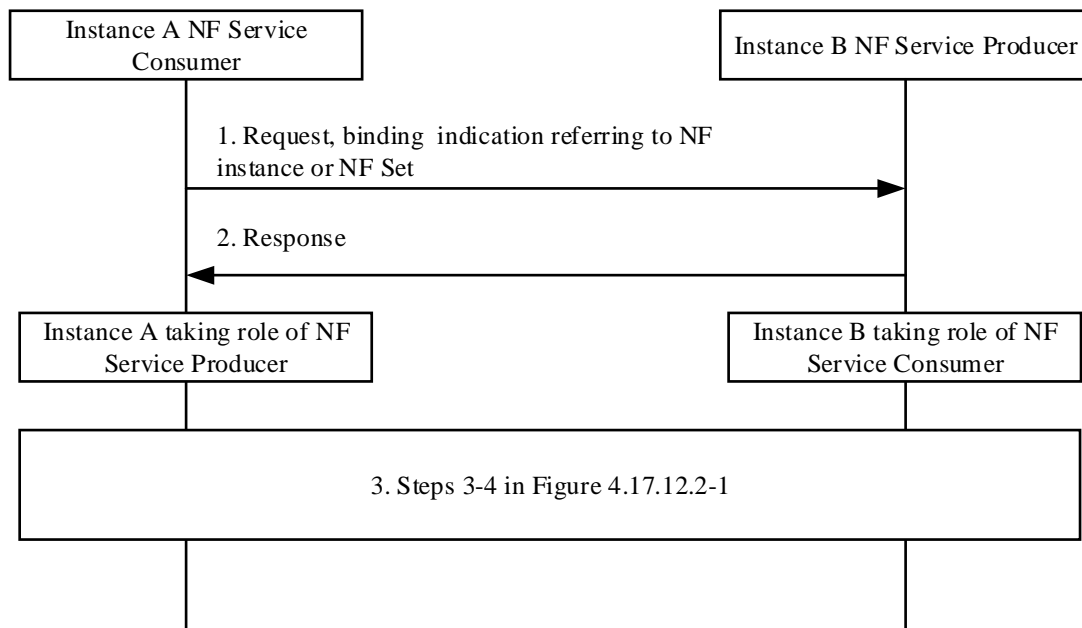 Instance A NF Service
Consumer
Instance B NF Service Producer
1. Request, binding indication referring to NF
instance or NF Set
2. Response
Instance A taking role of NF
Service Producer
Instance B taking role of NF
Service Consumer
3. Steps 3-4 in Figure 4.17.12.2-1